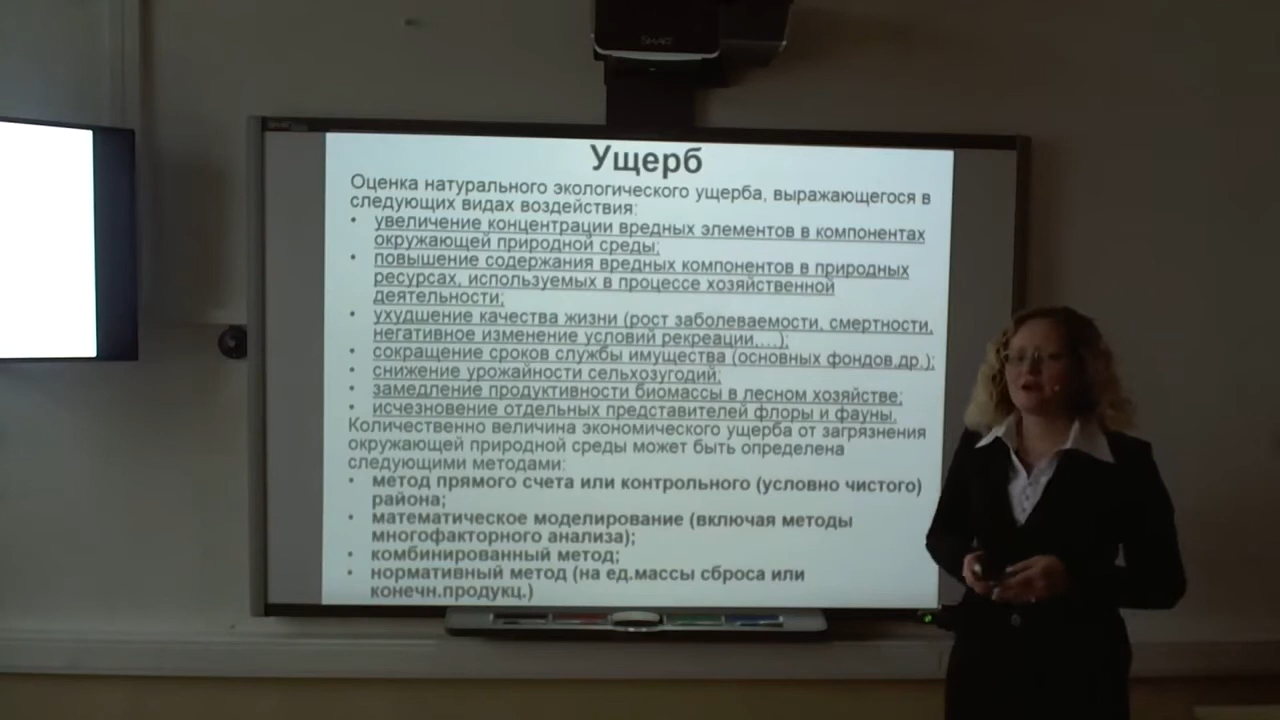 SMART
Ущерб
Оценка натурального экологического ущерба, выражающегося в
следующих видах воздействия:
• увеличение концентрации вредных элементов в компонентах
окружающей природной среды;
• повышение содержания вредных компонентов в природных
ресурсах, используемых в процессе хозяйственной
деятельности;
• ухудшение качества жизни (рост заболеваемости, смертности,
негативное изменение условий рекреации,…);
• сокращение сроков службы имущества (основных фондов,др.);
• снижение урожайности сельхозугодий;
• замедление продуктивности биомассы в лесном хозяйстве;
• исчезновение отдельных представителей флоры и фауны.
Количественно величина экономического ущерба от загрязнения
окружающей природной среды может быть определена
следующими методами:
• метод прямого счета или контрольного (условно чистого)
района;
• математическое моделирование (включая методы
многофакторного анализа);
• комбинированный метод;
• нормативный метод (на ед.массы сброса или
конечн.продукц.)